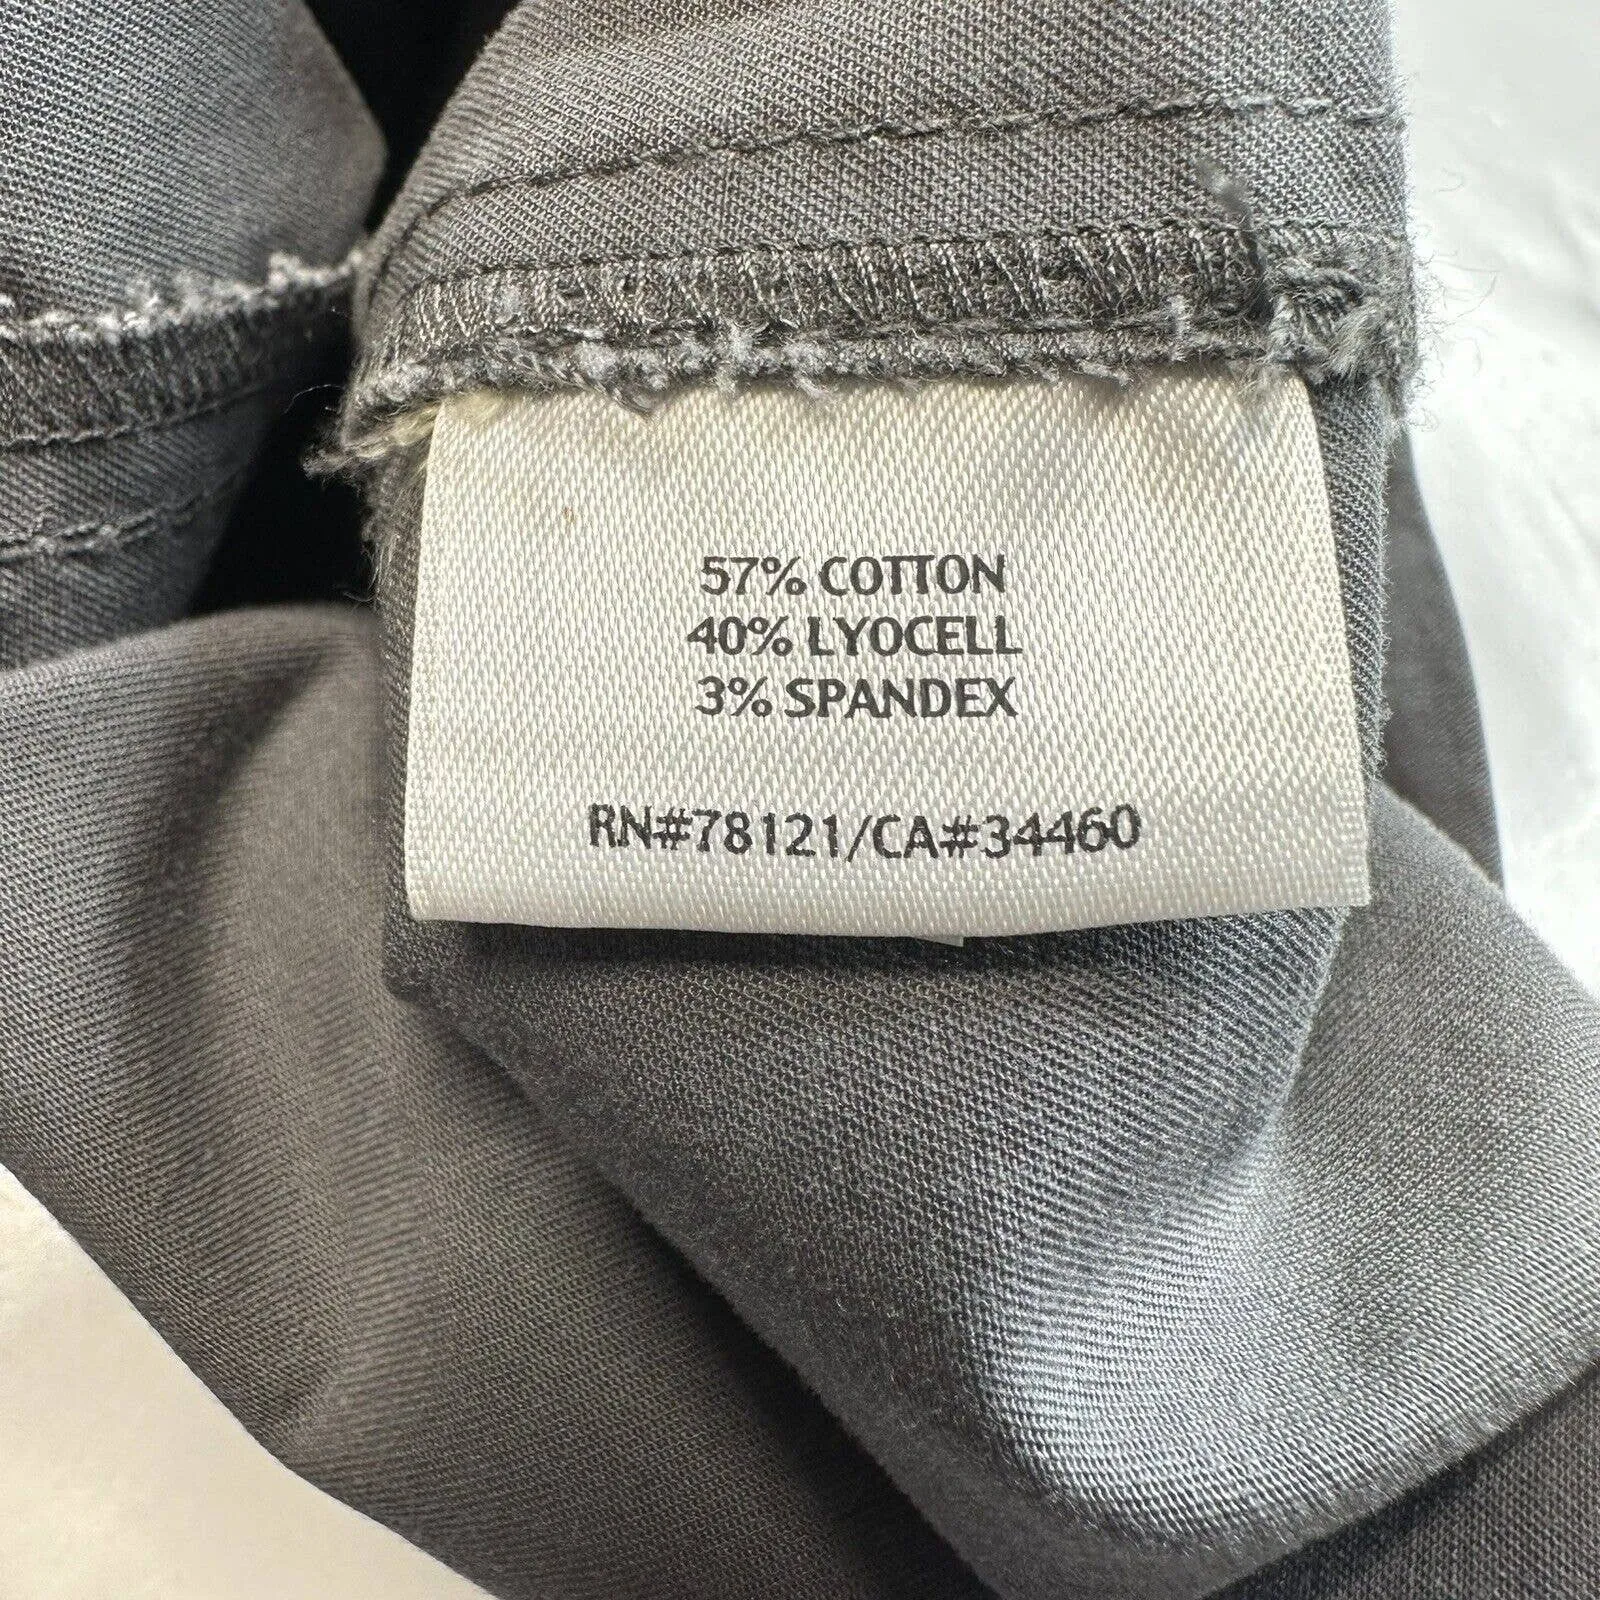 57% COTTON
40% LYOCELL
3% SPANDEX
RN#78121/CA#34460